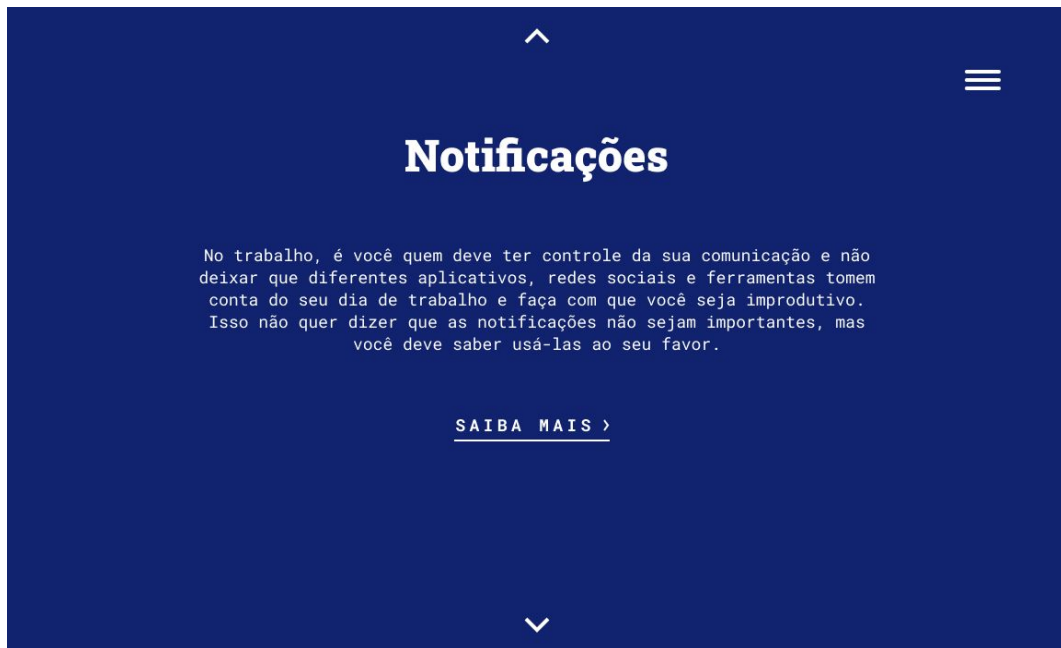 Notificações
No trabalho, é você quem deve ter controle da sua comunicação e não
deixar que diferentes aplicativos, redes sociais e ferramentas tomem
conta do seu dia de trabalho e faça com que você seja improdutivo.
Isso não quer dizer que as notificações não sejam importantes, mas
você deve saber usá-las ao seu favor.
SAIBA MAIS ›